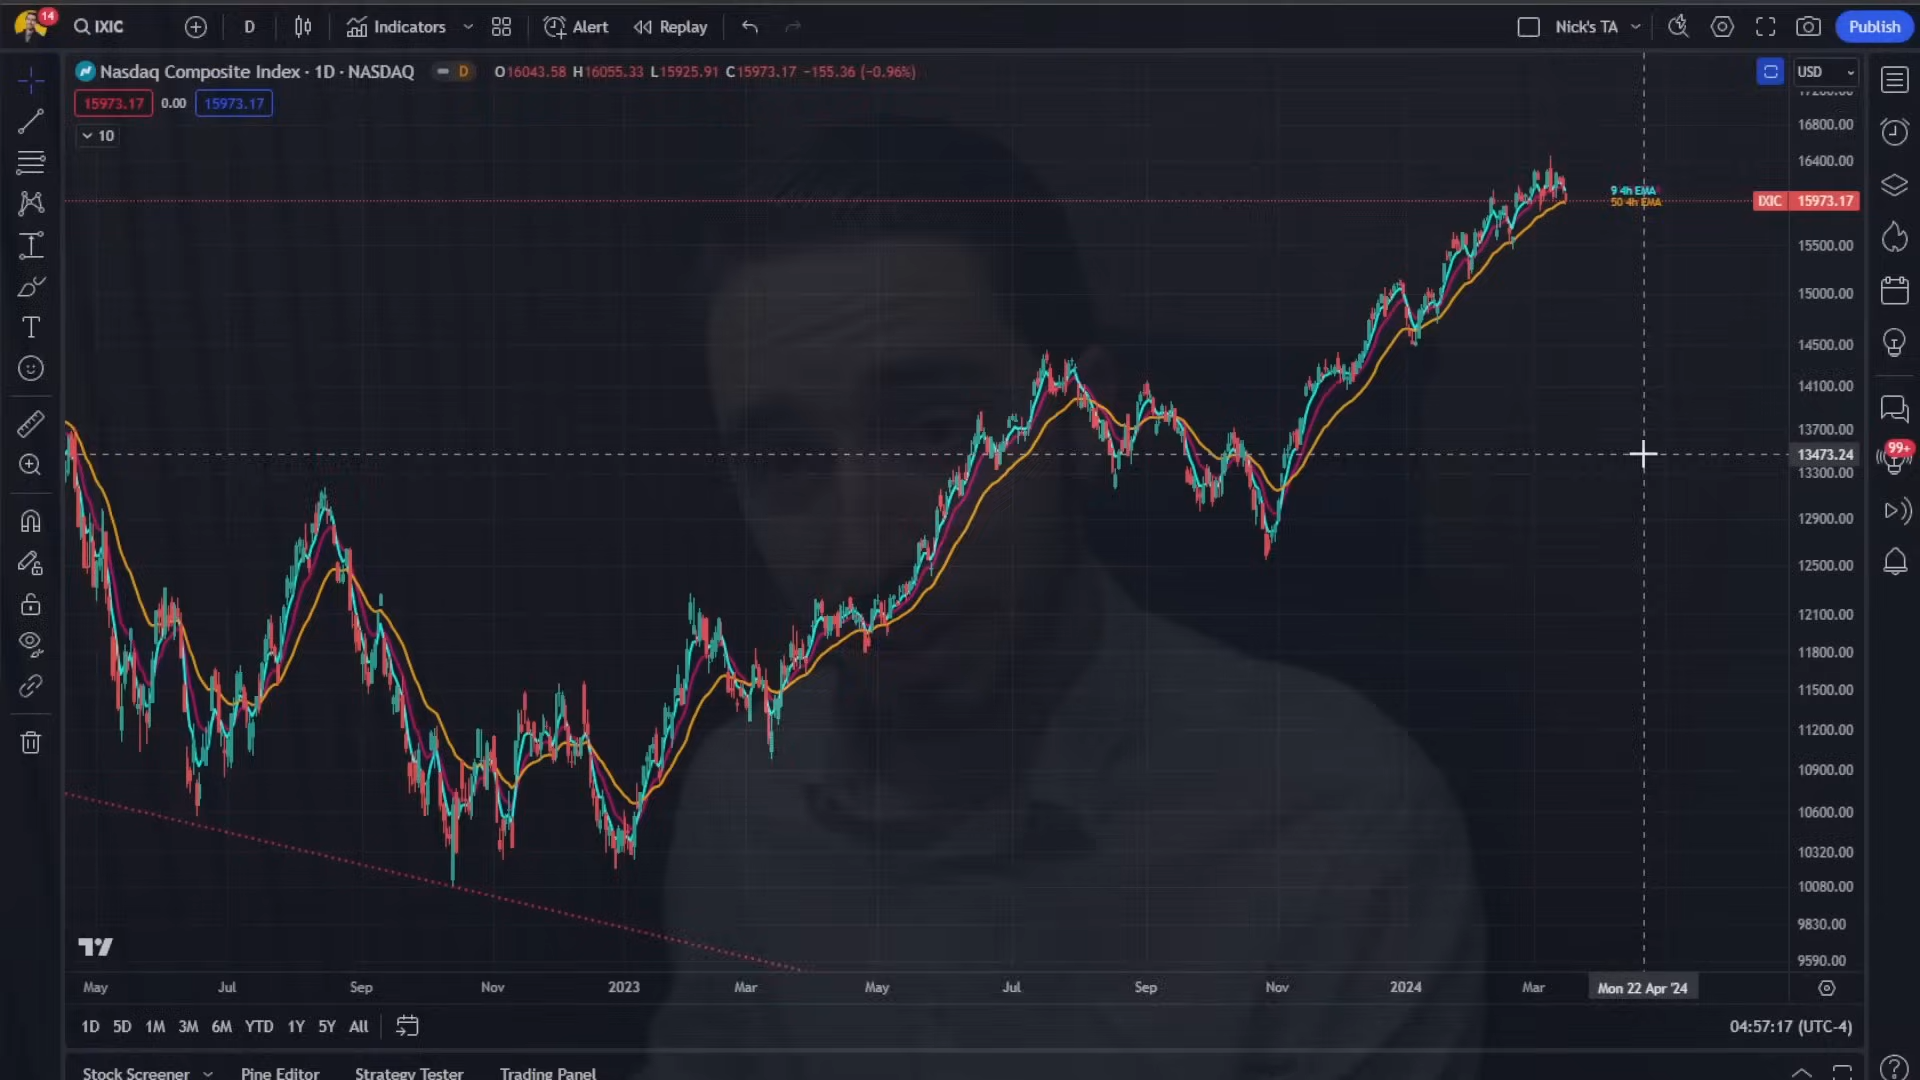 14 IXIC D Indicators Alert Replay Nick's TA Publish
Nasdaq Composite Index · 1D · NASDAQ D O16043.58 H16055.33 L15925.91 C15973.17 −155.36 (−0.96%) USD
15973.17 0.00 15973.17
10
17200.00
16800.00
16400.00
9 4h EMA
50 4h EMA
IXIC 15973.17
15500.00
15000.00
14500.00
14100.00
13700.00
99+
13473.24
13300.00
12900.00
12500.00
12100.00
11800.00
11500.00
11200.00
10900.00
10600.00
10320.00
10080.00
9830.00
9590.00
May Jul Sep Nov 2023 Mar May Jul Sep Nov 2024 Mar Mon 22 Apr '24
1D 5D 1M 3M 6M YTD 1Y 5Y All 04:57:17 (UTC-4)
Stock Screener Pine Editor Strategy Tester Trading Panel